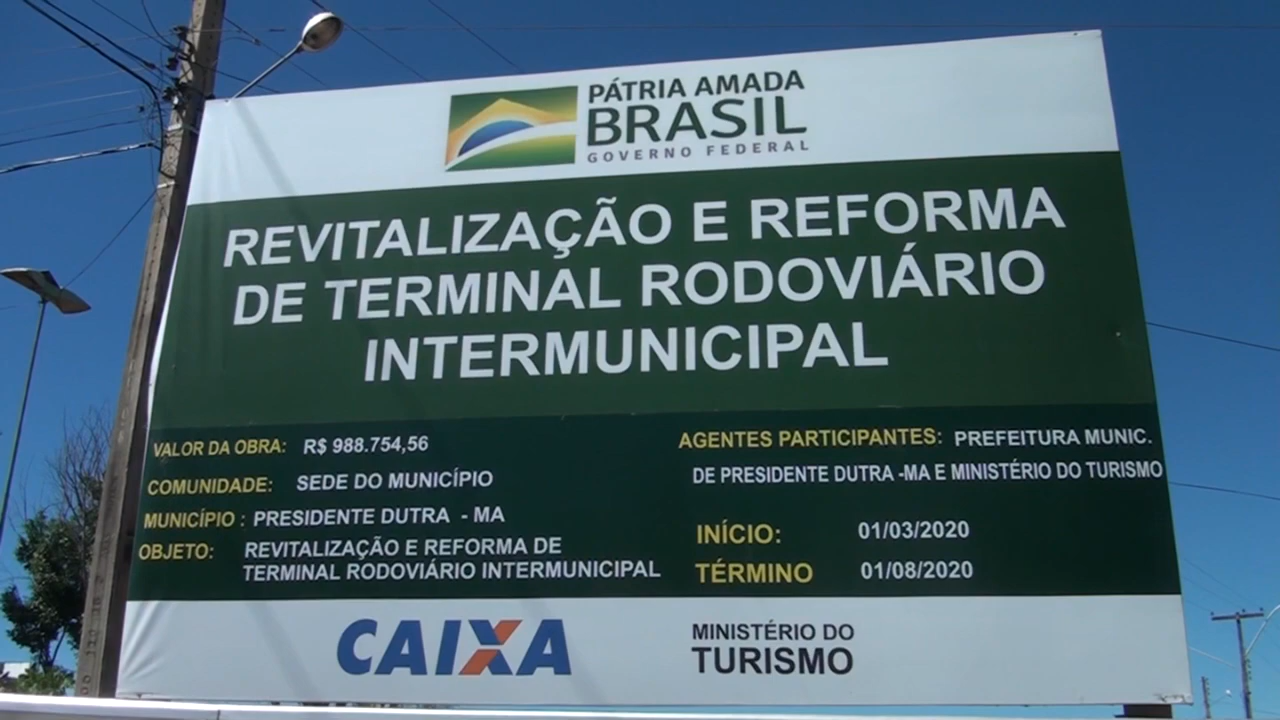 PÁTRIA AMADA
BRASIL
GOVERNO FEDERAL
REVITALIZAÇÃO E REFORMA
DE TERMINAL RODOVIÁRIO
INTERMUNICIPAL
VALOR DA OBRA: R$ 988.754,56
COMUNIDADE: SEDE DO MUNICÍPIO
MUNICÍPIO : PRESIDENTE DUTRA - MA
OBJETO: REVITALIZAÇÃO E REFORMA DE
TERMINAL RODOVIÁRIO INTERMUNICIPAL
AGENTES PARTICIPANTES: PREFEITURA MUNIC.
DE PRESIDENTE DUTRA -MA E MINISTÉRIO DO TURISMO
INÍCIO: 01/03/2020
TÉRMINO 01/08/2020
CAIXA
MINISTÉRIO DO
TURISMO